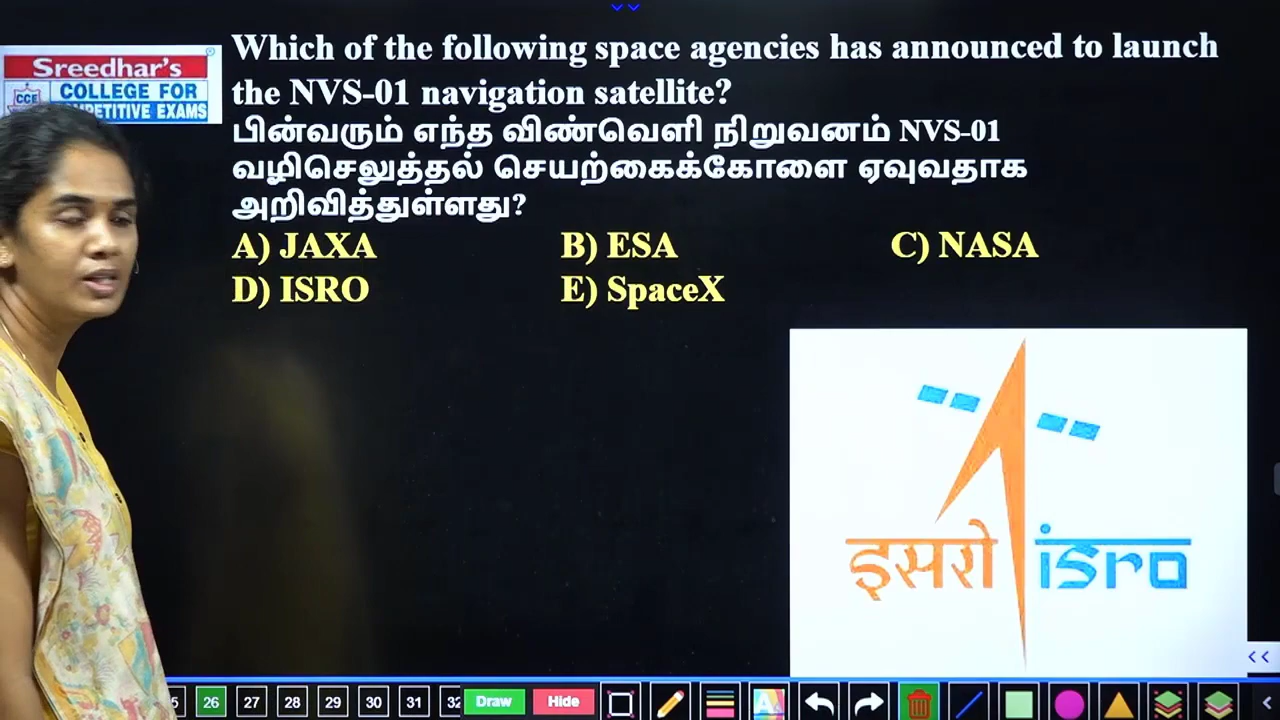 Which of the following space agencies has announced to launch
the NVS-01 navigation satellite?
பின்வரும் எந்த விண்வெளி நிறுவனம் NVS-01
வழிசெலுத்தல் செயற்கைக்கோளை ஏவுவதாக
அறிவித்துள்ளது?
A) JAXA B) ESA C) NASA
D) ISRO E) SpaceX
Sreedhar's
CCE COLLEGE FOR
EXAMS
इसरो isro
26 27 28 29 30 31 Draw Hide